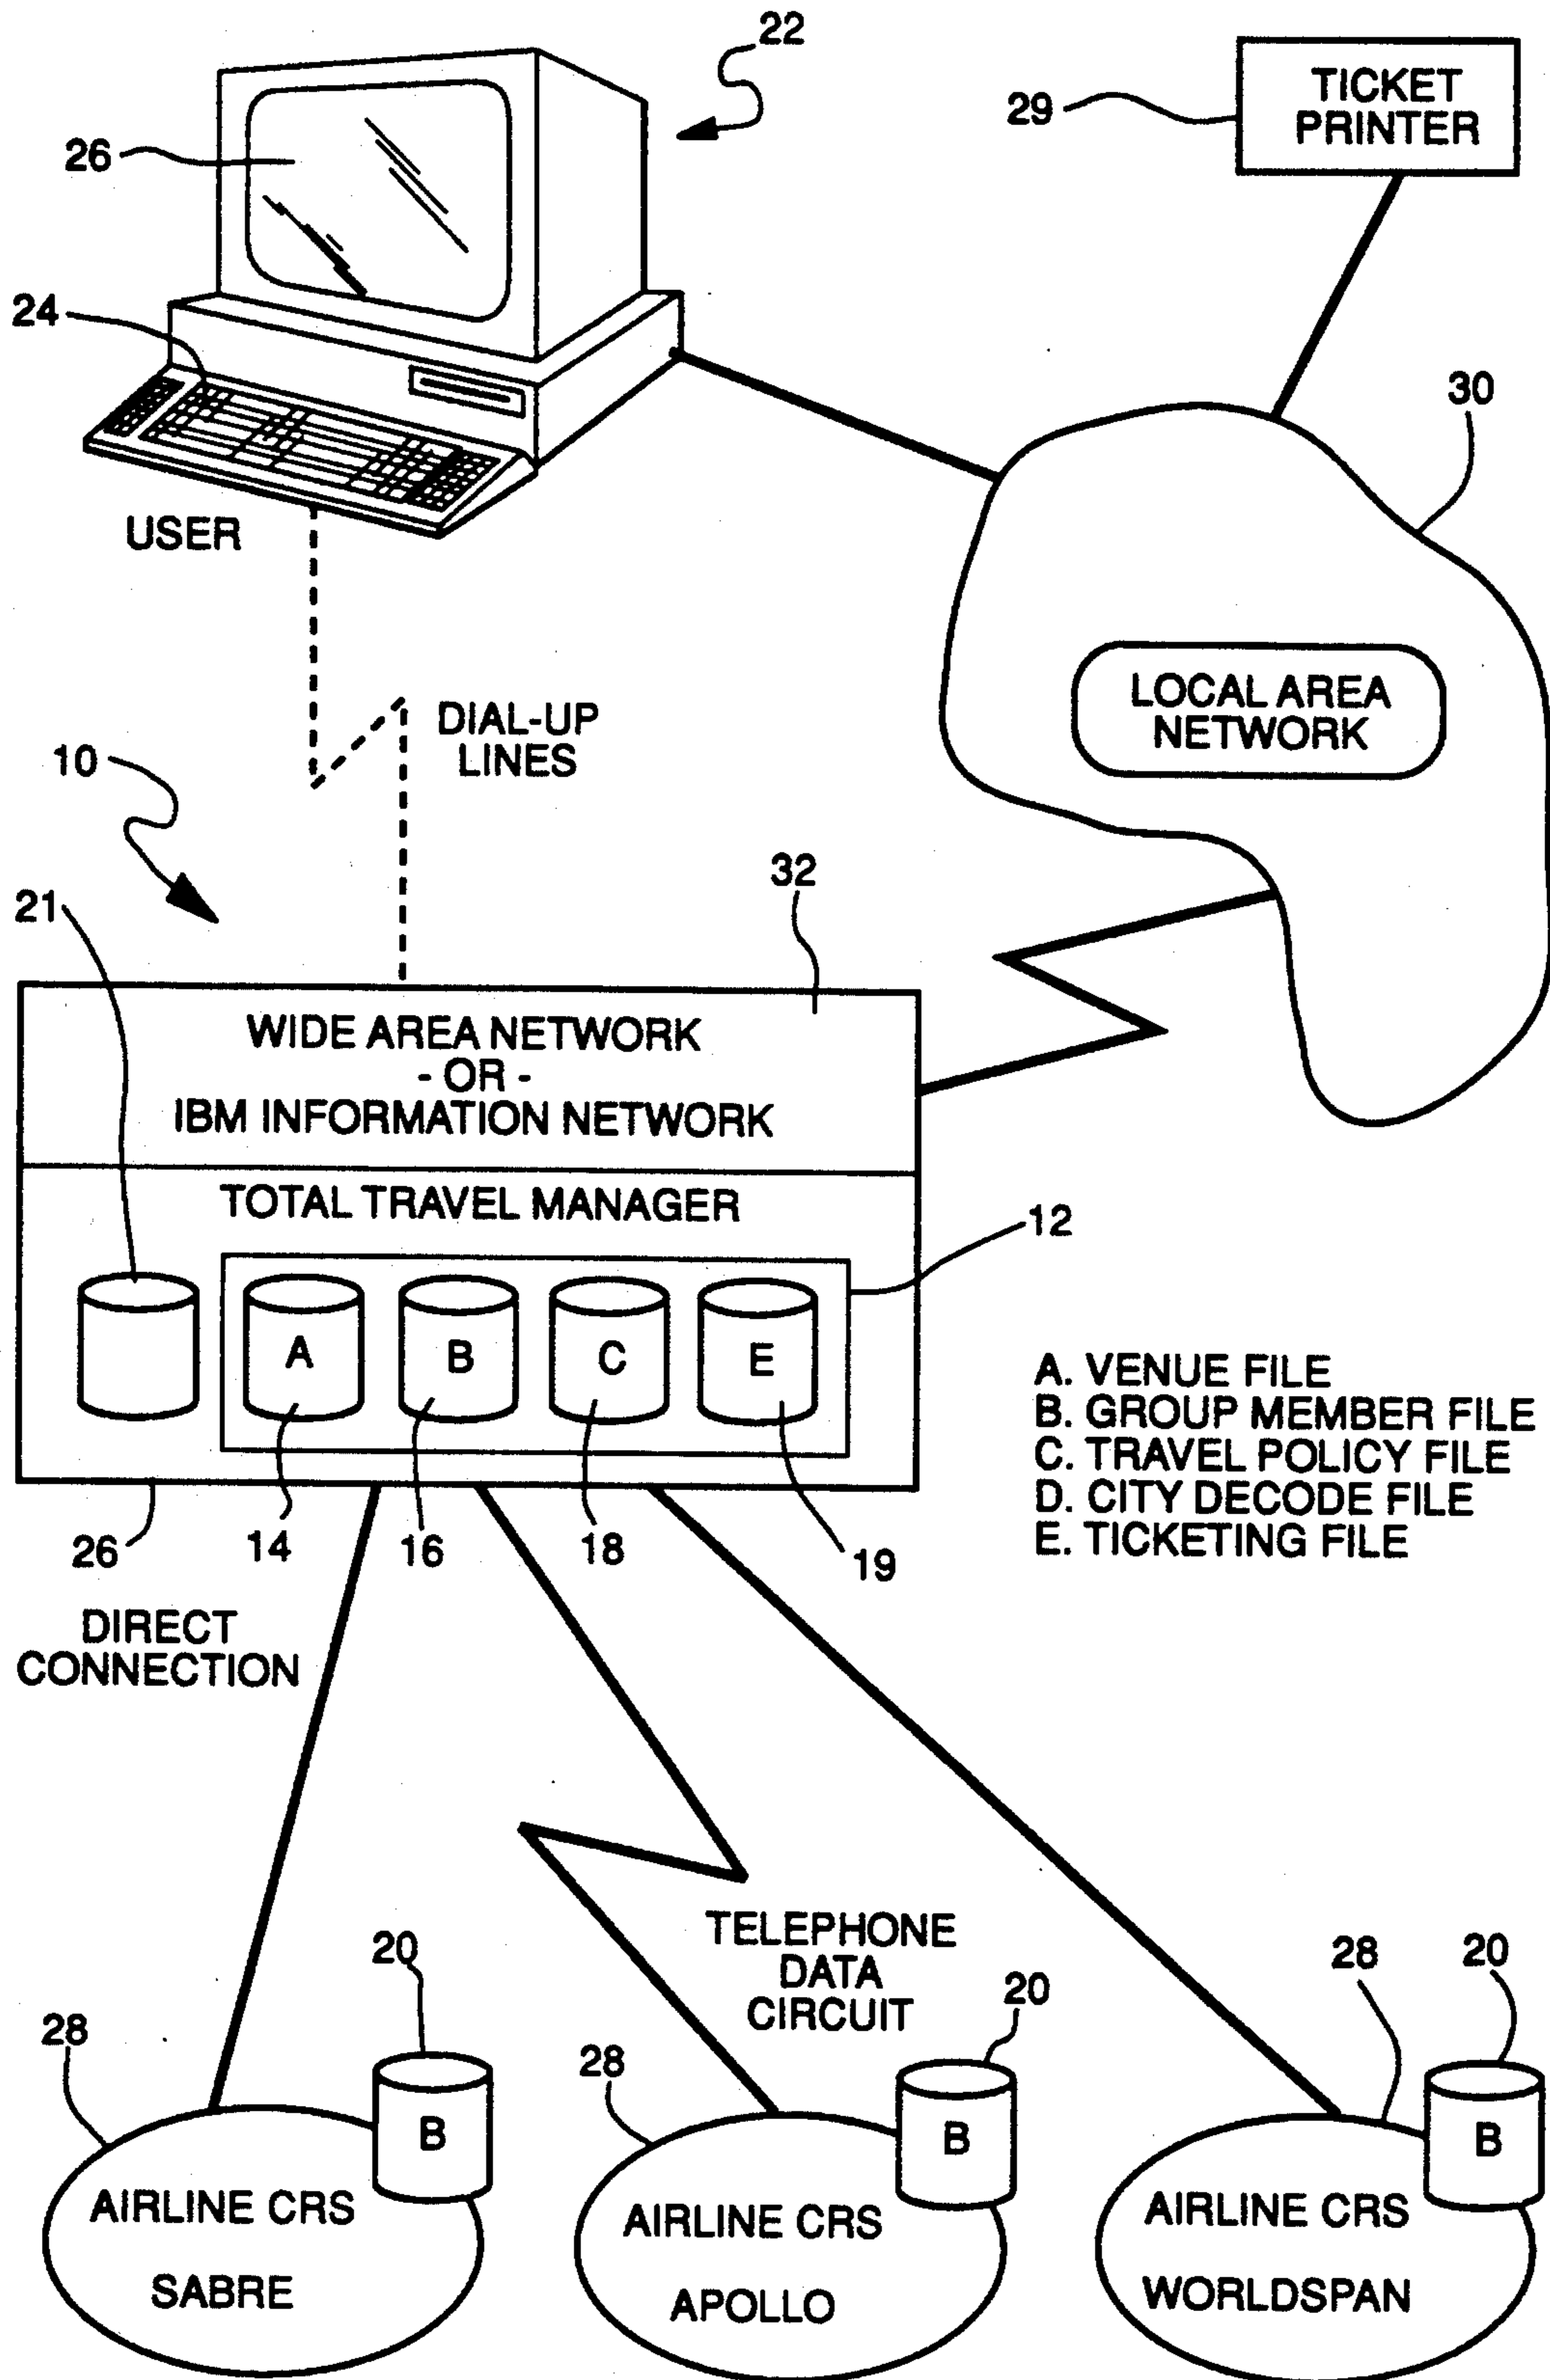 22
TICKET
PRINTER
29
26
24
30
USER
LOCAL AREA
NETWORK
DIAL-UP
LINES
10
32
21
WIDE AREA NETWORK
- OR -
IBM INFORMATION NETWORK
TOTAL TRAVEL MANAGER
12
A
B
C
E
A. VENUE FILE
B. GROUP MEMBER FILE
C. TRAVEL POLICY FILE
D. CITY DECODE FILE
E. TICKETING FILE
26
14
16
18
19
DIRECT
CONNECTION
TELEPHONE
DATA
CIRCUIT
20
28
20
28
28
20
B
B
B
AIRLINE CRS
SABRE
AIRLINE CRS
APOLLO
AIRLINE CRS
WORLDSPAN